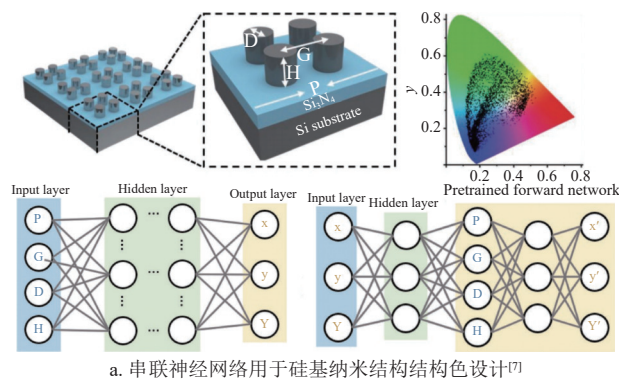 D
G
H
P
Si₃N₄
Si substrate
0.8
0.6
y
0.4
0.2
0.2
0.4
0.6
0.8
Pretrained forward network
Input layer
Hidden layer
Output layer
P
G
D
H
...
...
...
...
...
...
...
x
y
Y
Input layer
Hidden layer
x
y
Y
P
G
D
H
x′
y′
Y′
a. 串联神经网络用于硅基纳米结构结构色设计[7]